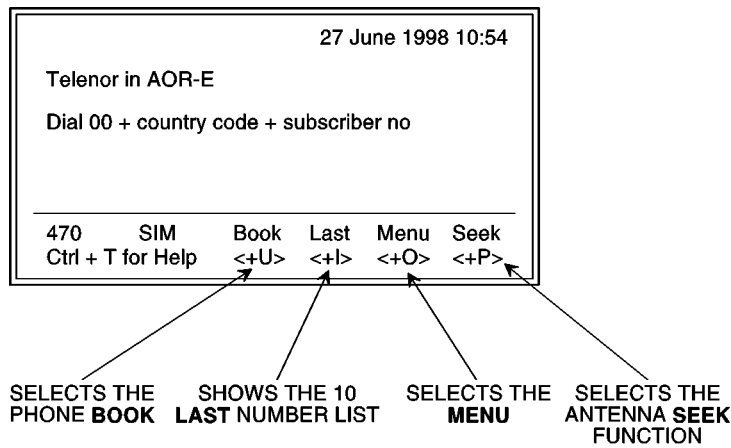 27 June 1998 10:54
Telenor in AOR-E
Dial 00 + country code + subscriber no
470 SIM Book Last Menu Seek
Ctrl + T for Help <+U> <+I> <+O> <+P>
SELECTS THE
PHONE BOOK
SHOWS THE 10
LAST NUMBER LIST
SELECTS THE
MENU
SELECTS THE
ANTENNA SEEK
FUNCTION